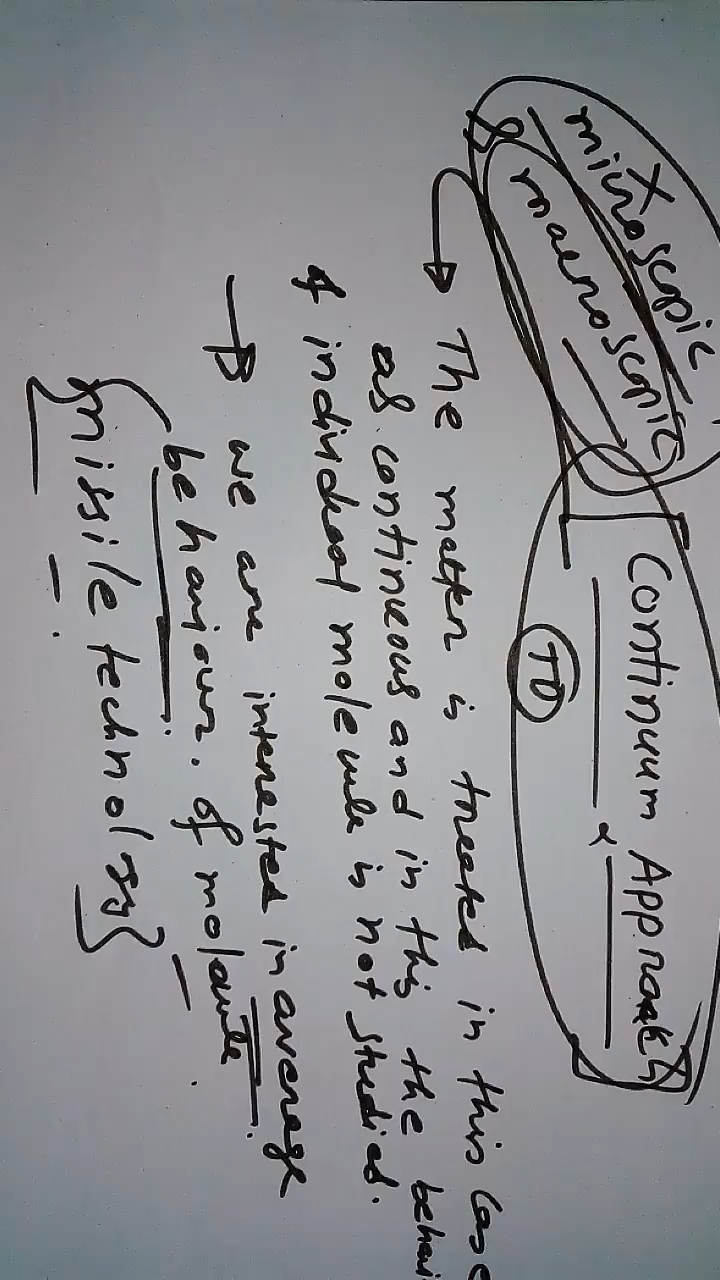 microscopic
x
macroscopic
Continuum Approach
TD
The matter is treated in this case
as continuous and in this the behavi
of individual molecule is not studied.
we are interested in average
behaviour. of molecule.
{missile technology}